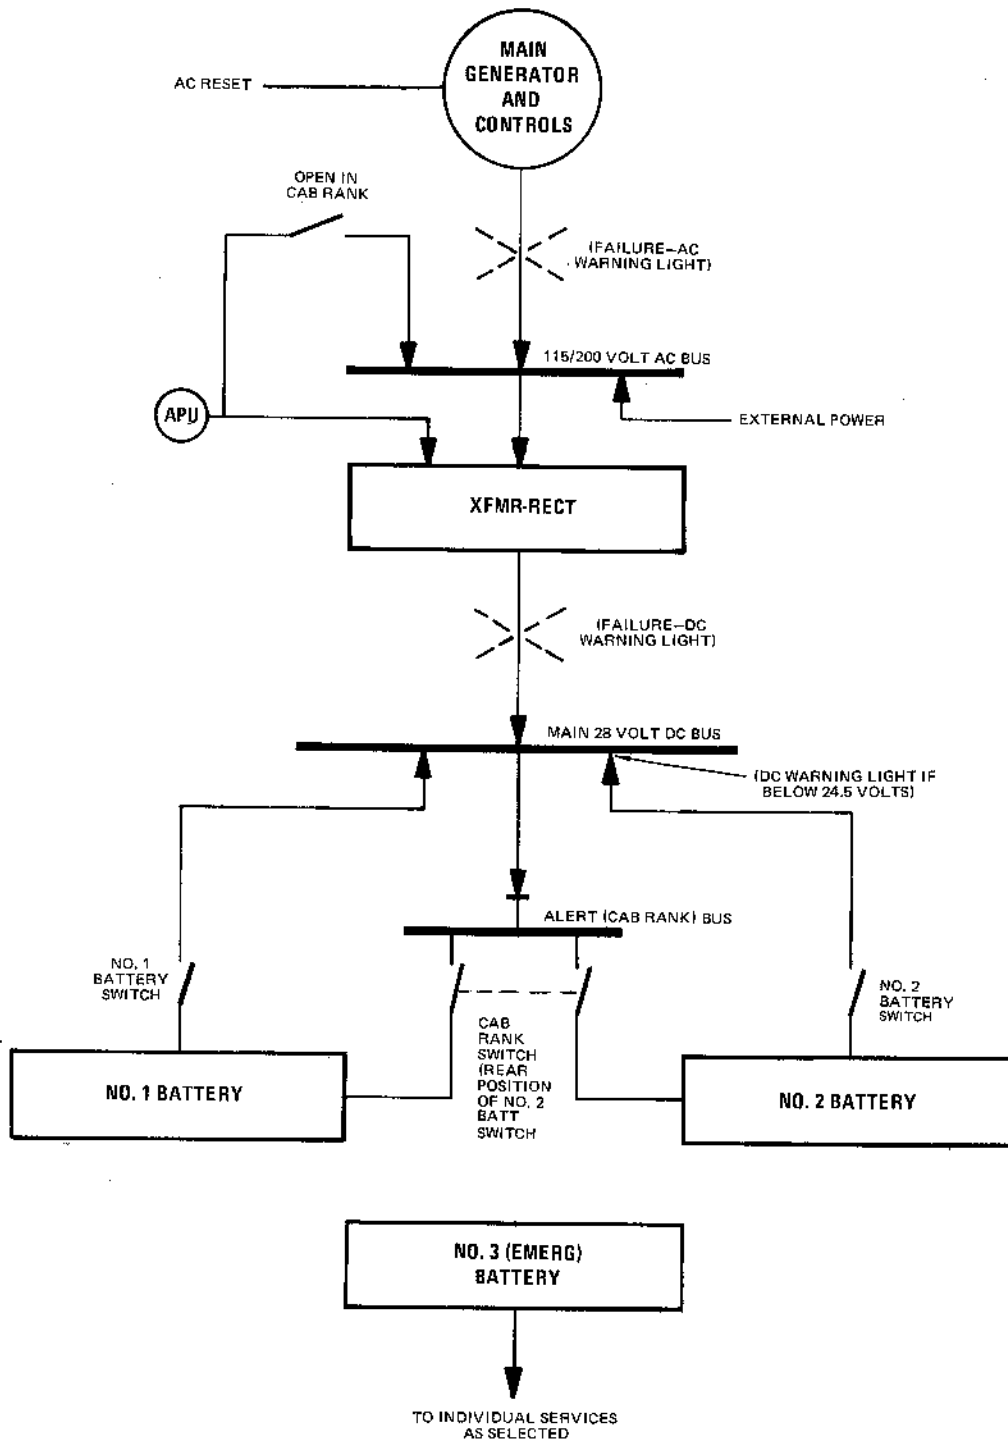 MAIN
GENERATOR
AND
CONTROLS
AC RESET
OPEN IN
CAB RANK
(FAILURE–AC
WARNING LIGHT)
115/200 VOLT AC BUS
APU
EXTERNAL POWER
XFMR-RECT
(FAILURE–DC
WARNING LIGHT)
MAIN 28 VOLT DC BUS
(DC WARNING LIGHT IF
BELOW 24.5 VOLTS)
ALERT (CAB RANK) BUS
NO. 1
BATTERY
SWITCH
NO. 2
BATTERY
SWITCH
CAB
RANK
SWITCH
(REAR
POSITION
OF NO. 2
BATT
SWITCH
NO. 1 BATTERY
NO. 2 BATTERY
NO. 3 (EMERG)
BATTERY
TO INDIVIDUAL SERVICES
AS SELECTED